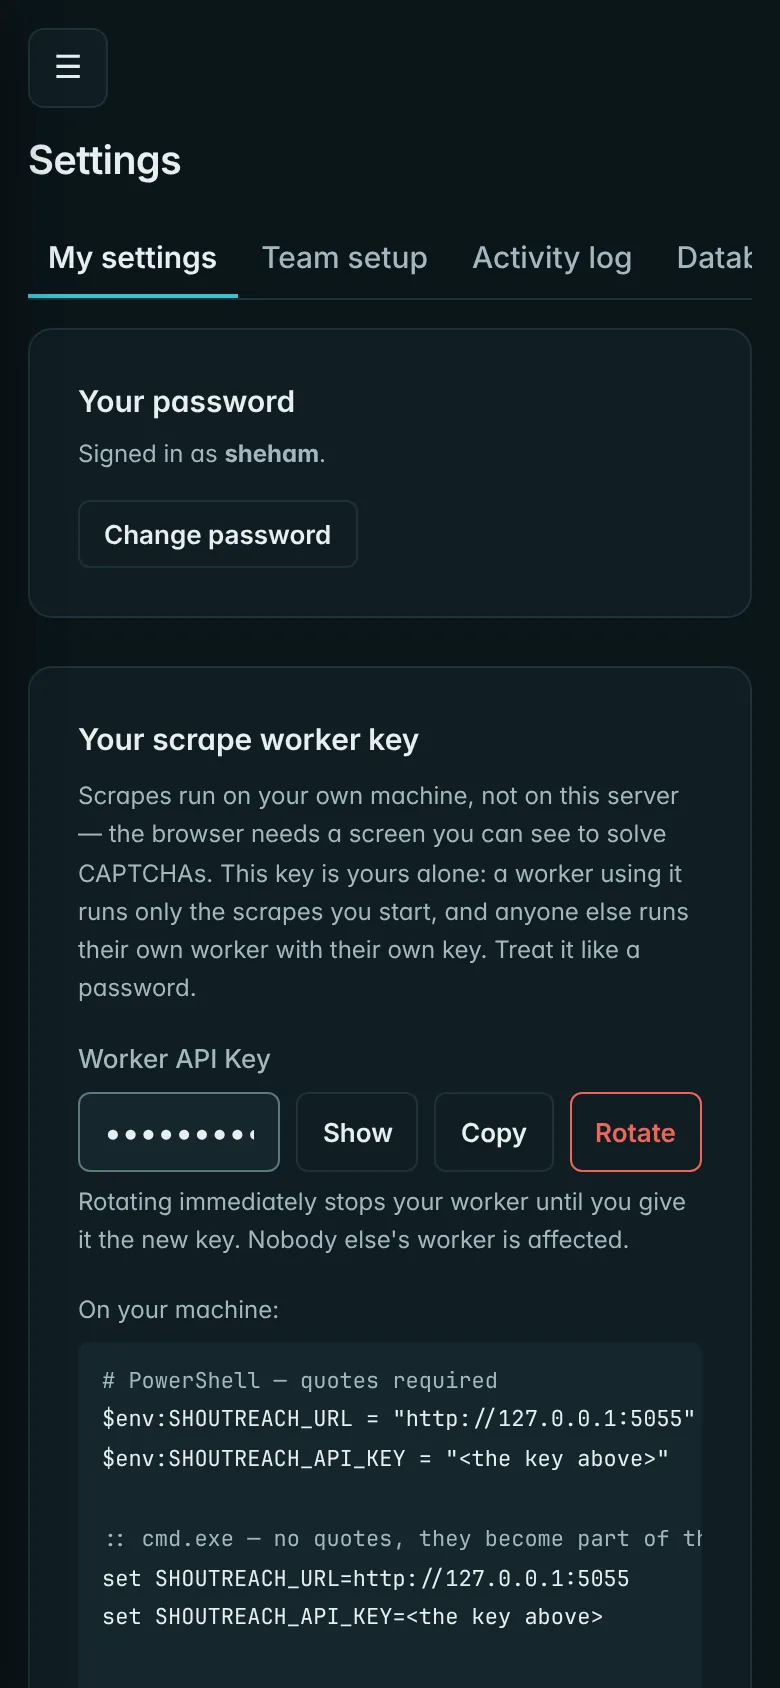 ☰
Settings
My settings Team setup Activity log Datab
Your password
Signed in as sheham.
Change password
Your scrape worker key
Scrapes run on your own machine, not on this server
— the browser needs a screen you can see to solve
CAPTCHAs. This key is yours alone: a worker using it
runs only the scrapes you start, and anyone else runs
their own worker with their own key. Treat it like a
password.
Worker API Key
••••••••• Show Copy Rotate
Rotating immediately stops your worker until you give
it the new key. Nobody else's worker is affected.
On your machine:
# PowerShell — quotes required
$env:SHOUTREACH_URL = "http://127.0.0.1:5055"
$env:SHOUTREACH_API_KEY = "<the key above>"
:: cmd.exe — no quotes, they become part of th
set SHOUTREACH_URL=http://127.0.0.1:5055
set SHOUTREACH_API_KEY=<the key above>